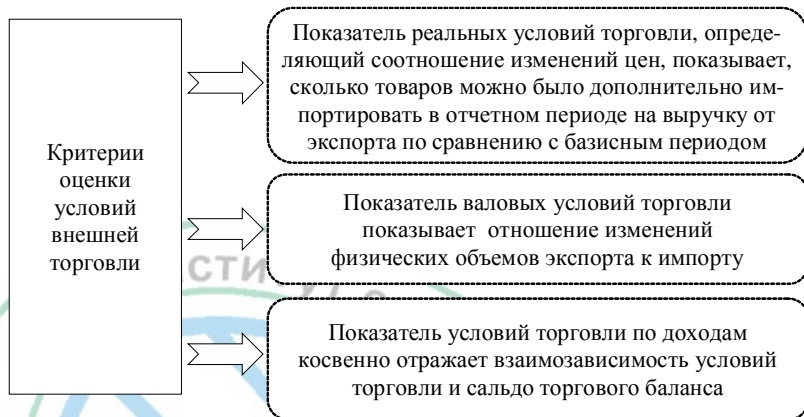 Критерии
оценки
условий
внешней
торговли
Показатель реальных условий торговли, опреде-
ляющий соотношение изменений цен, показывает,
сколько товаров можно было дополнительно им-
портировать в отчетном периоде на выручку от
экспорта по сравнению с базисным периодом
Показатель валовых условий торговли
показывает отношение изменений
физических объемов экспорта к импорту
Показатель условий торговли по доходам
косвенно отражает взаимозависимость условий
торговли и сальдо торгового баланса